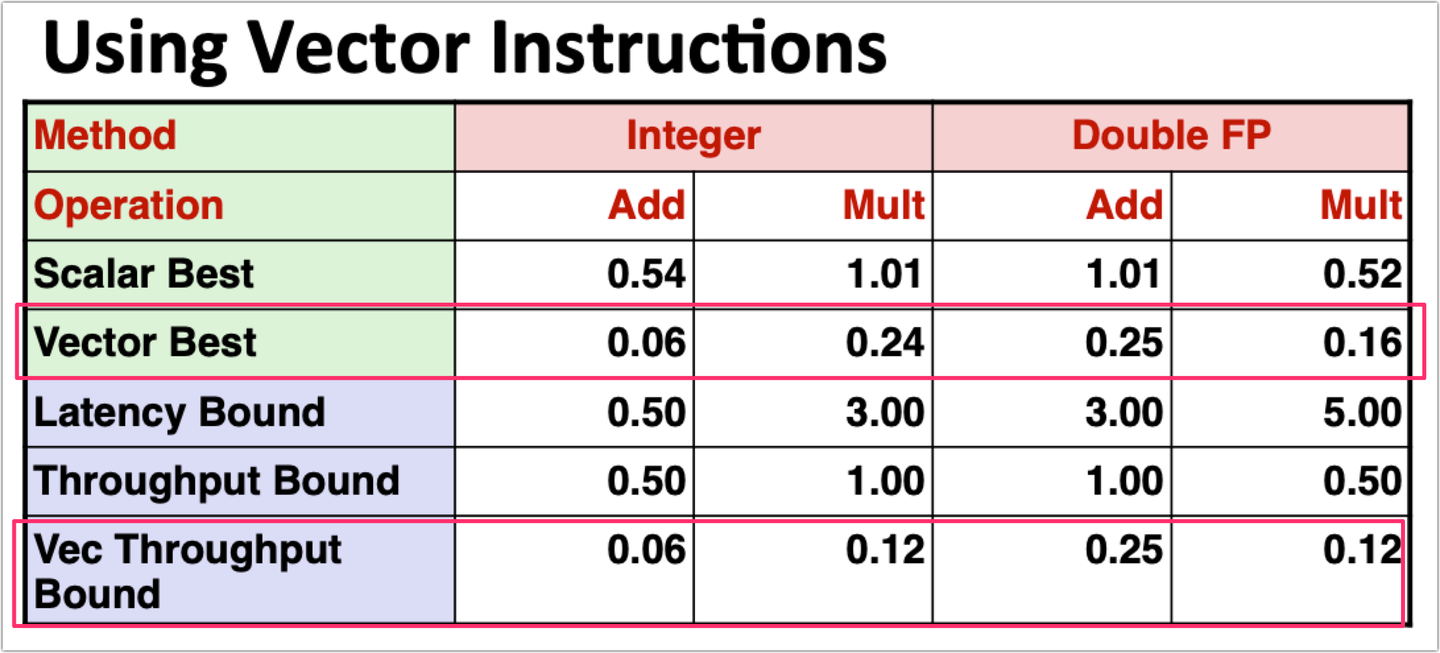 Using Vector Instructions
Method Integer Double FP
Operation Add Mult Add Mult
Scalar Best 0.54 1.01 1.01 0.52
Vector Best 0.06 0.24 0.25 0.16
Latency Bound 0.50 3.00 3.00 5.00
Throughput Bound 0.50 1.00 1.00 0.50
Vec Throughput 0.06 0.12 0.25 0.12
Bound